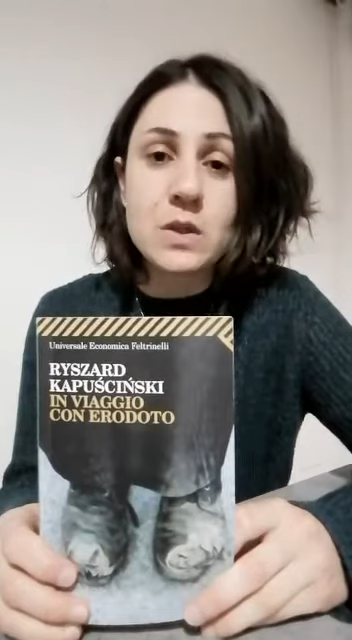 Universale Economica Feltrinelli
RYSZARD
KAPUŚCIŃSKI
IN VIAGGIO
CON ERODOTO